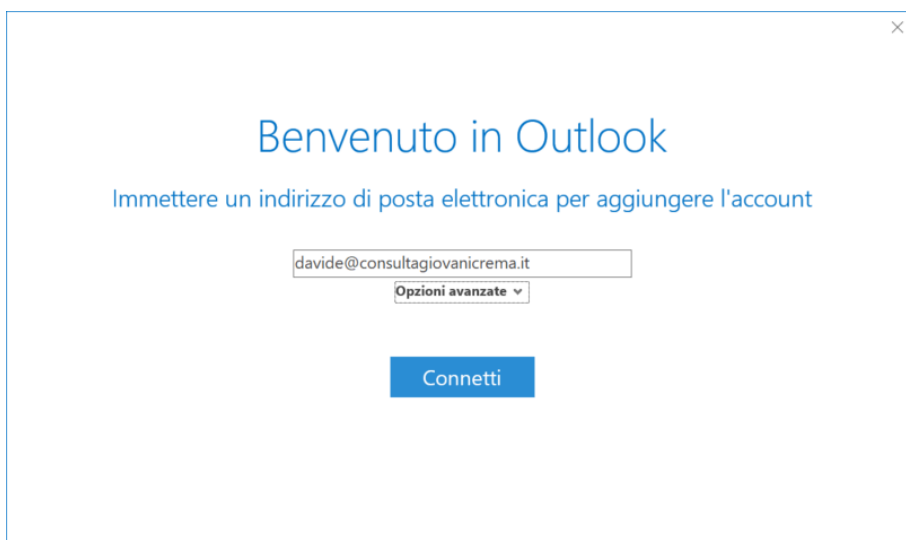 Benvenuto in Outlook
Immettere un indirizzo di posta elettronica per aggiungere l'account
davide@consultagiovanicrema.it
Opzioni avanzate
Connetti